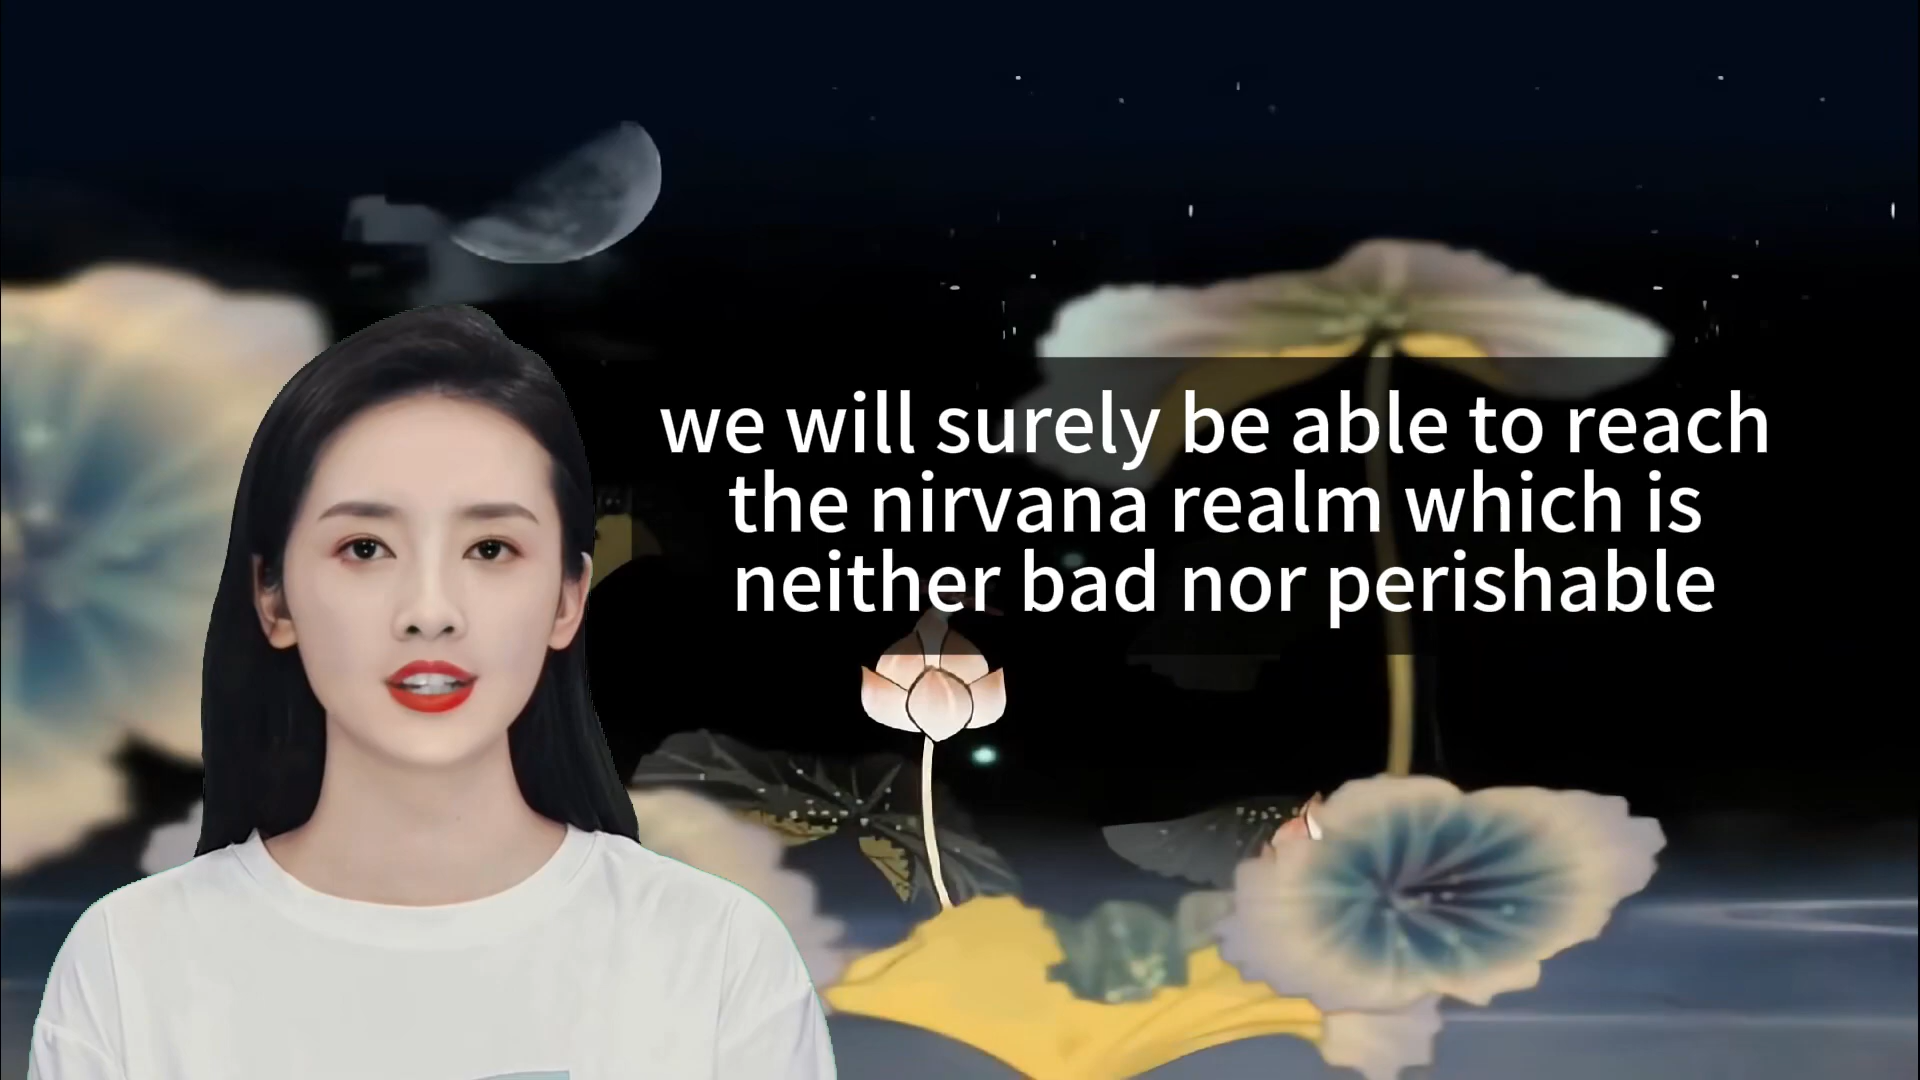 we will surely be able to reach
the nirvana realm which is
neither bad nor perishable